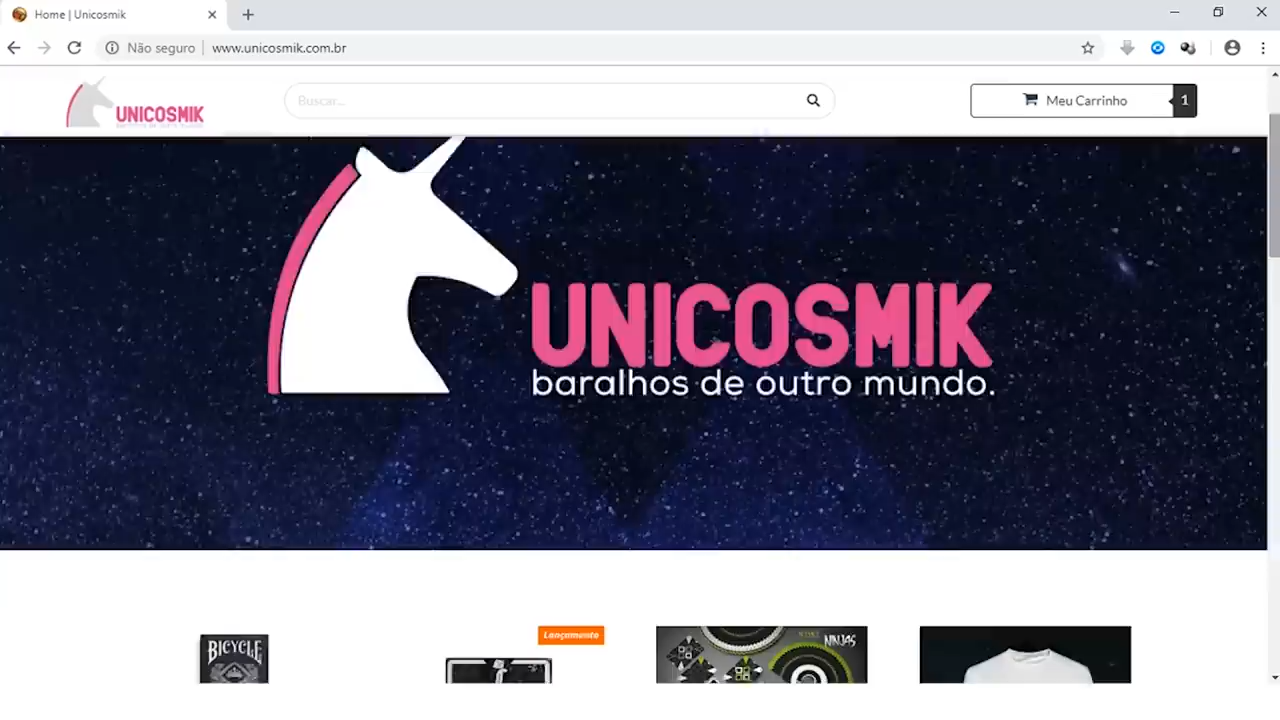 Home | Unicosmik
Não seguro
www.unicosmik.com.br
UNICOSMIK
Buscar...
Meu Carrinho
1
UNICOSMIK
baralhos de outro mundo.
Lançamento
BICYCLE
NINJAS